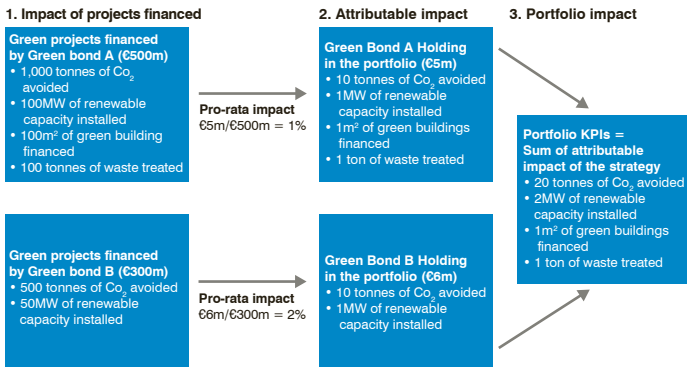 1. Impact of projects financed
Green projects financed
by Green bond A (€500m)
• 1,000 tonnes of Co₂
avoided
• 100MW of renewable
capacity installed
• 100m² of green building
financed
• 100 tonnes of waste treated
Pro-rata impact
€5m/€500m = 1%
2. Attributable impact
Green Bond A Holding
in the portfolio (€5m)
• 10 tonnes of Co₂ avoided
• 1MW of renewable
capacity installed
• 1m² of green buildings
financed
• 1 ton of waste treated
Green projects financed
by Green bond B (€300m)
• 500 tonnes of Co₂ avoided
• 50MW of renewable
capacity installed
Pro-rata impact
€6m/€300m = 2%
Green Bond B Holding
in the portfolio (€6m)
• 10 tonnes of Co₂ avoided
• 1MW of renewable
capacity installed
3. Portfolio impact
Portfolio KPIs =
Sum of attributable
impact of the strategy
• 20 tonnes of Co₂ avoided
• 2MW of renewable
capacity installed
• 1m² of green buildings
financed
• 1 ton of waste treated